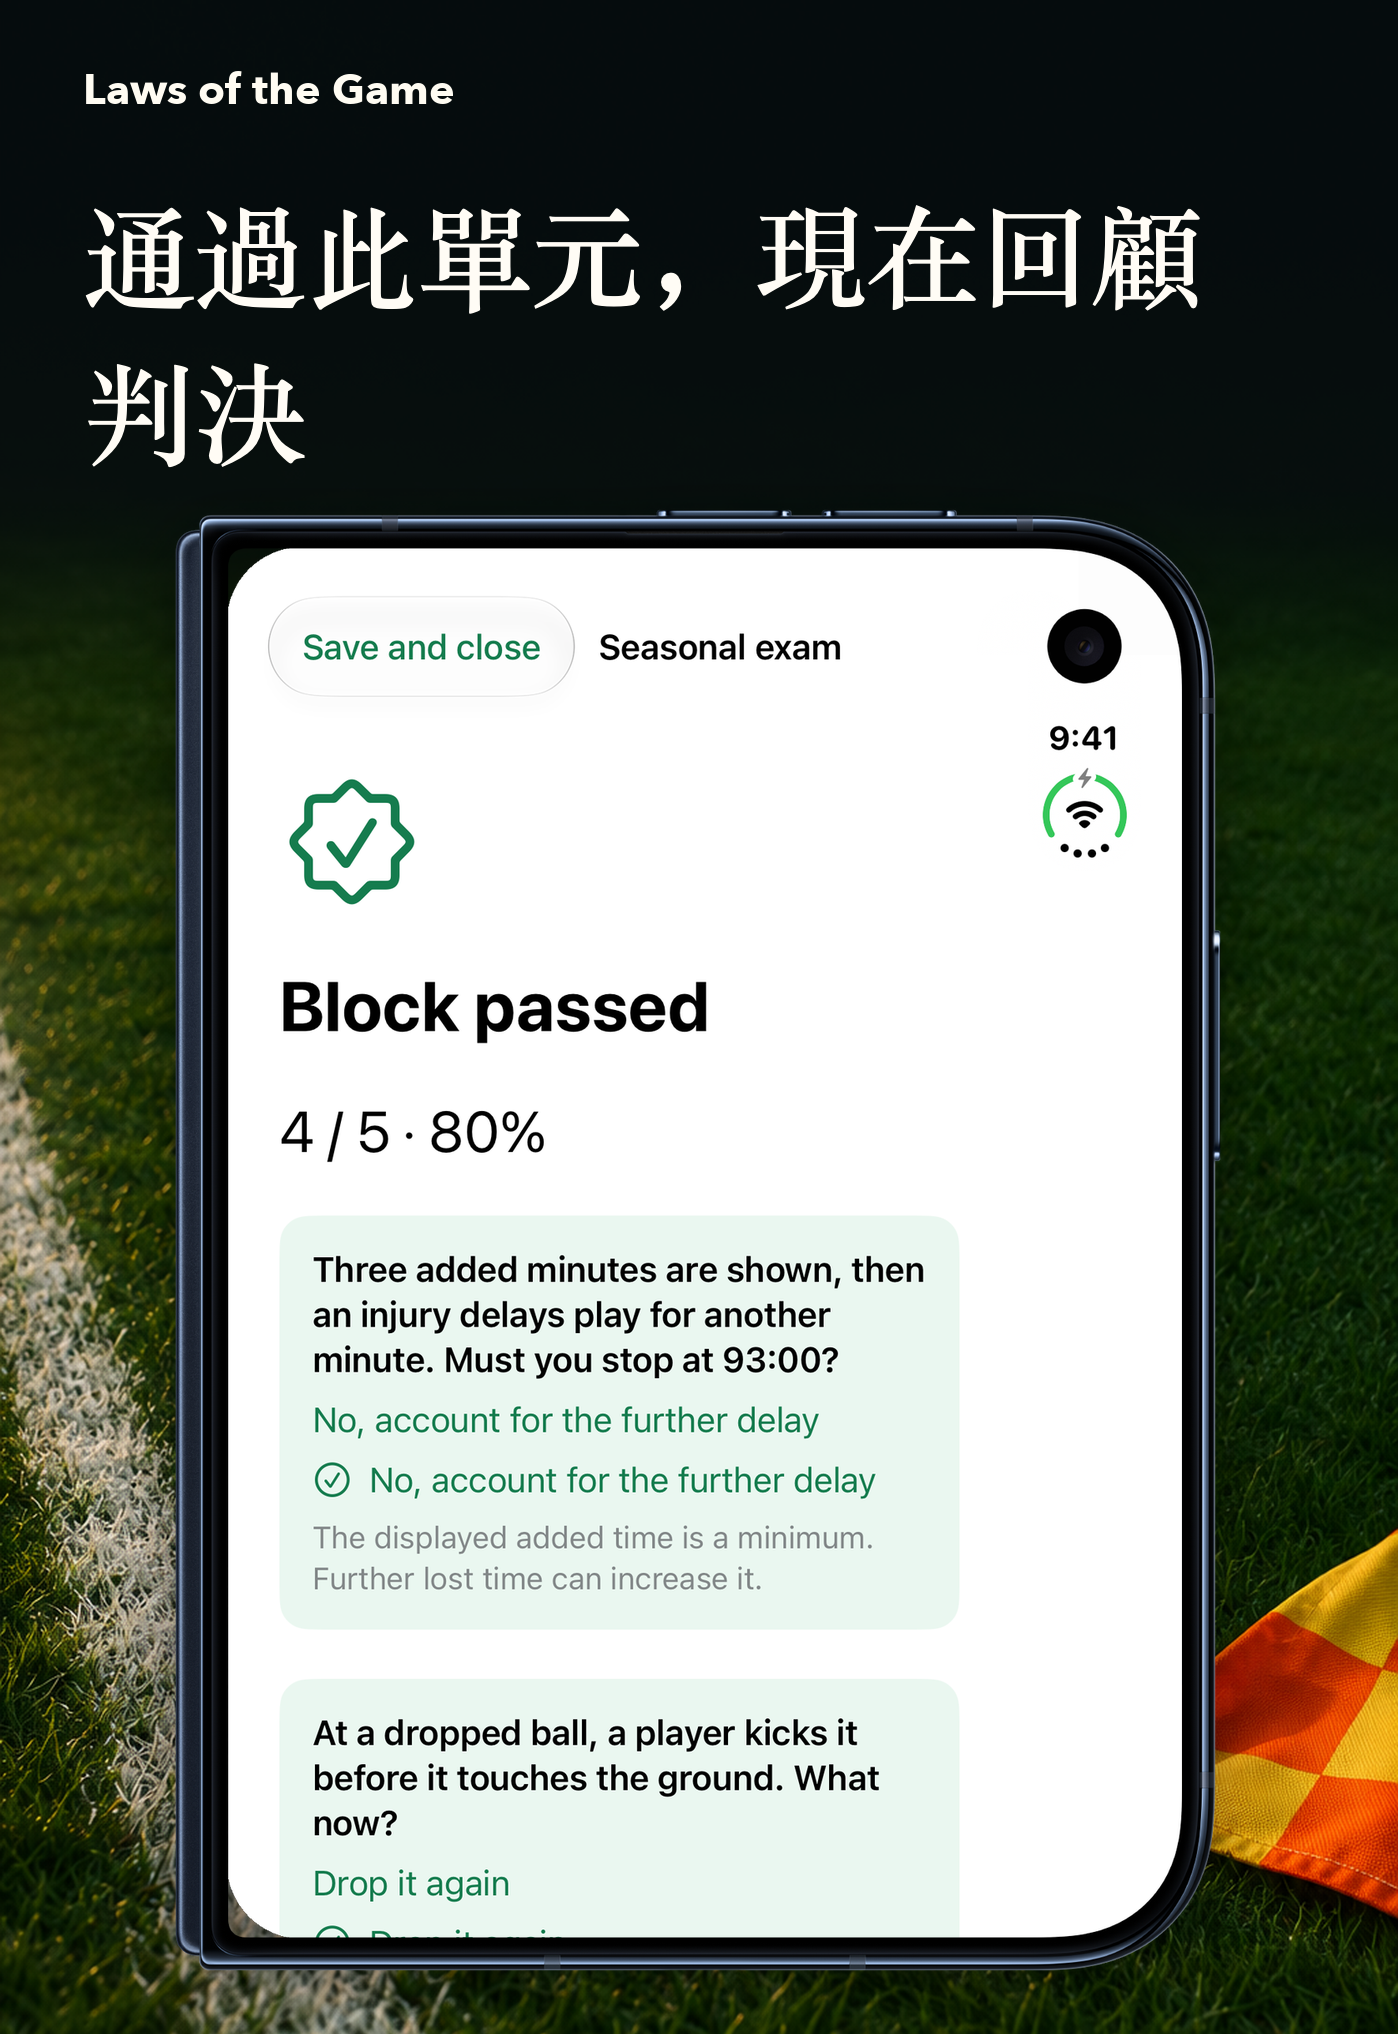 Laws of the Game
通過此單元，現在回顧
判決
Save and close
Seasonal exam
9:41
Block passed
4 / 5 · 80%
Three added minutes are shown, then
an injury delays play for another
minute. Must you stop at 93:00?
No, account for the further delay
No, account for the further delay
The displayed added time is a minimum.
Further lost time can increase it.
At a dropped ball, a player kicks it
before it touches the ground. What
now?
Drop it again
Drop it again